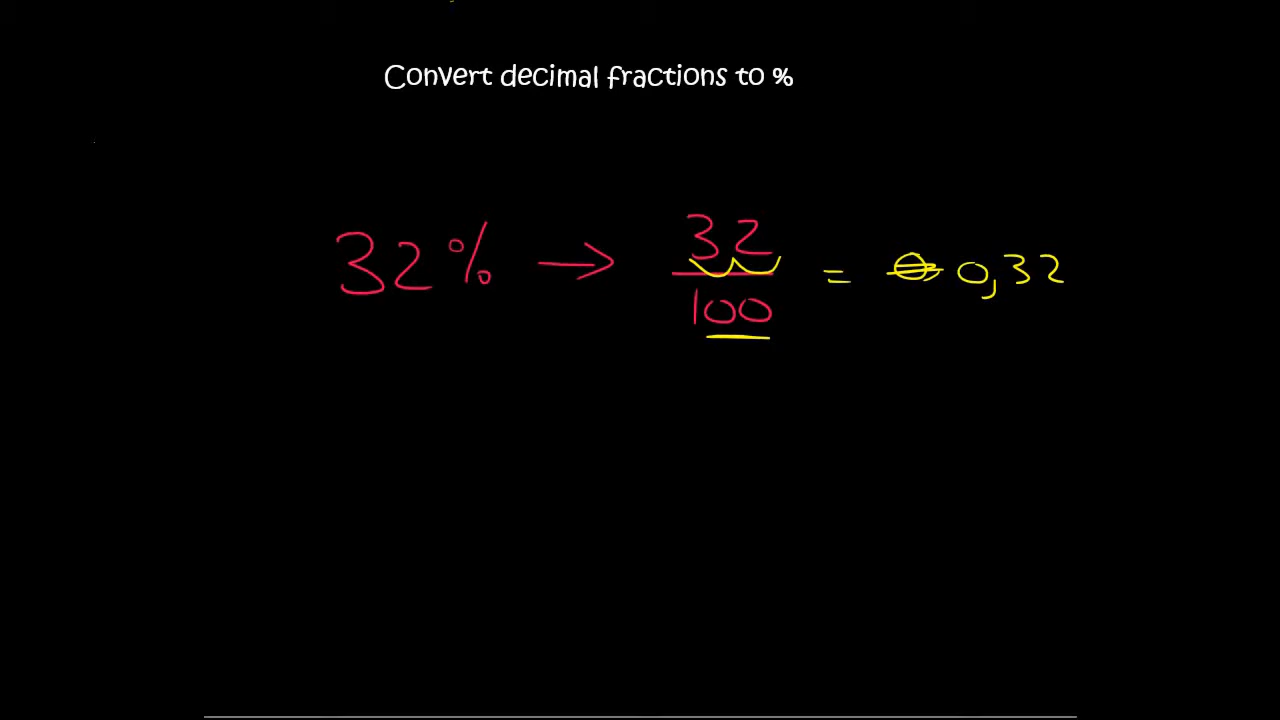 Convert decimal fractions to %
32% → 32/100 = 0,32